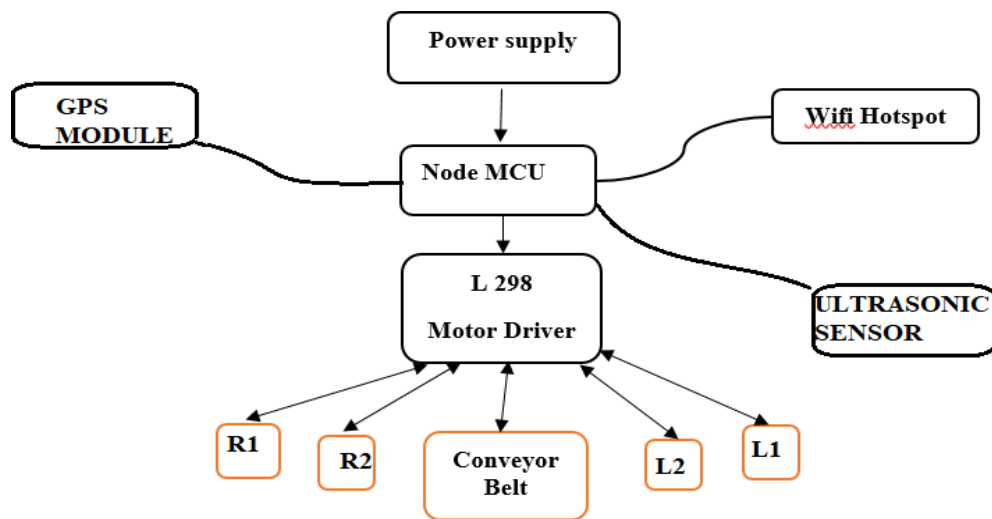 Power supply
GPS
MODULE
Wifi Hotspot
Node MCU
L 298
Motor Driver
ULTRASONIC
SENSOR
R1
R2
Conveyor
Belt
L2
L1